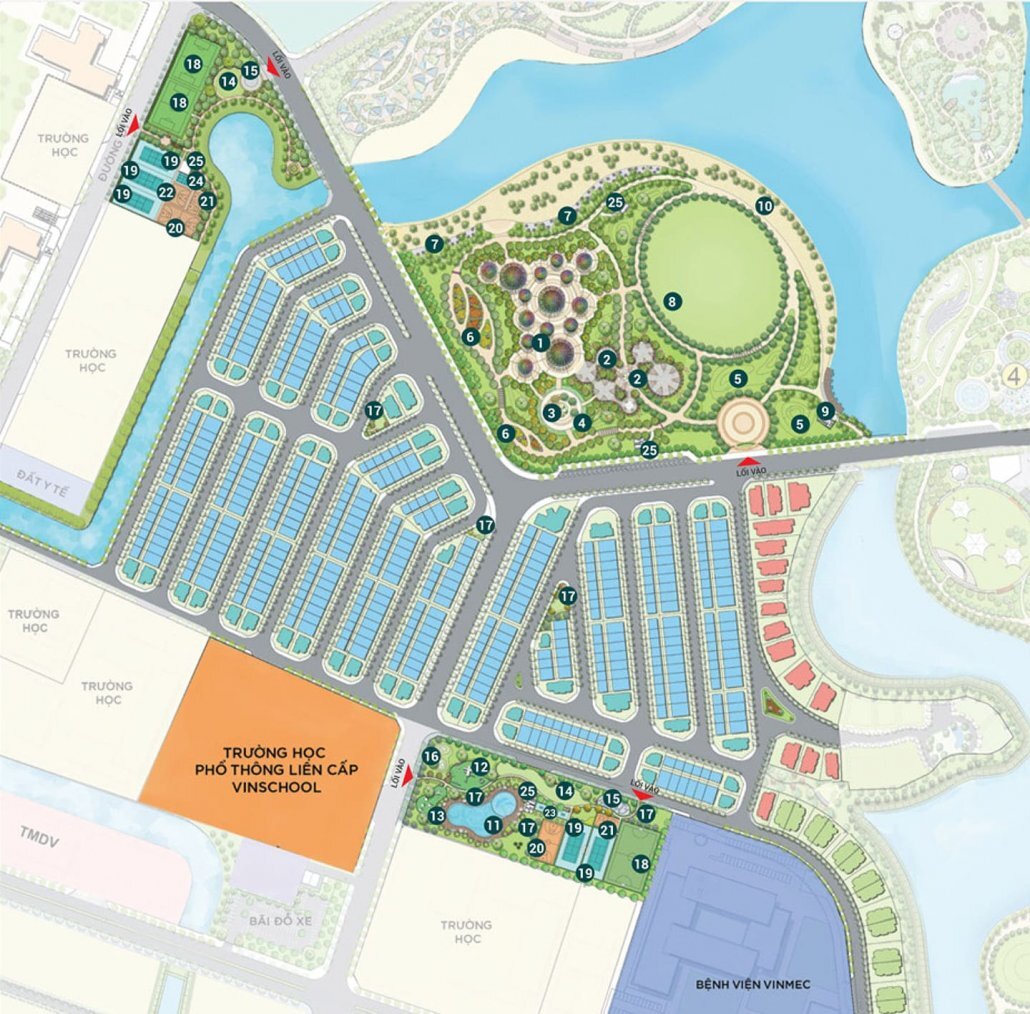 LỐI VÀO
18
15
14
18
LỐI VÀO
TRƯỜNG
HỌC
ĐƯỜNG
19
25
19
24
22
19
21
20
25
10
7
7
8
6
1
2
2
5
4
3
4
9
5
17
6
25
LỐI VÀO
TRƯỜNG
HỌC
ĐẤT Y TẾ
17
17
TRƯỜNG
HỌC
TRƯỜNG
HỌC
TRƯỜNG HỌC
PHỔ THÔNG LIÊN CẤP
VINSCHOOL
LỐI VÀO
16
12
LỐI VÀO
17
25
14
15
13
11
23
17
17
19
21
20
18
19
TMDV
BÃI ĐỖ XE
TRƯỜNG
HỌC
BỆNH VIỆN VINMEC